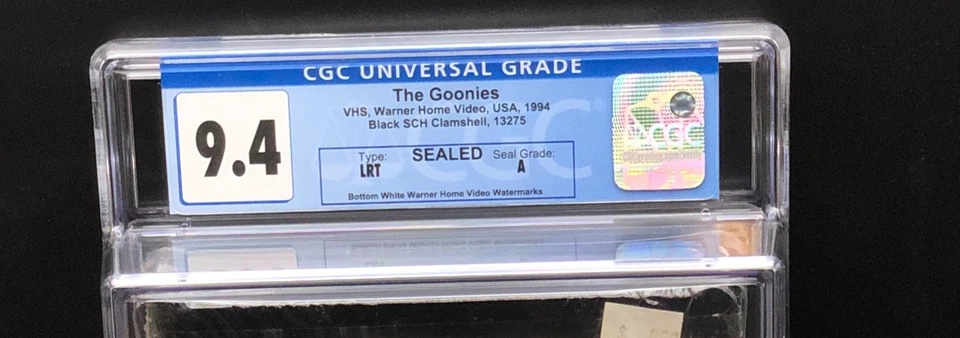 CGC UNIVERSAL GRADE
The Goonies
VHS, Warner Home Video, USA, 1994
Black SCH Clamshell, 13275
9.4
Type: SEALED Seal Grade:
LRT A
Bottom White Warner Home Video Watermarks
CGC